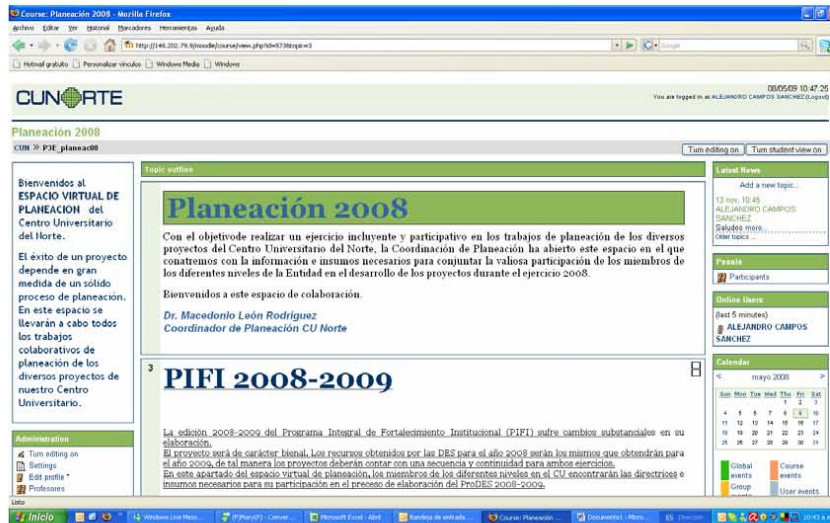 Course: Planeación 2008 - Mozilla Firefox
Archivo Editar Ver Historial Marcadores Herramientas Ayuda
Hotmail gratuito Personalizar vínculos Windows Media Windows
CUNORTE
08/05/09 10:47:25
You are logged in as ALEJANDRO CAMPOS SANCHEZ (Logout)
Planeación 2008
CUN » P3E_planeac08
Turn editing on Turn student view on
Bienvenidos al
ESPACIO VIRTUAL DE
PLANEACION del
Centro Universitario
del Norte.
El éxito de un proyecto
depende en gran
medida de un sólido
proceso de planeación.
En este espacio se
llevarán a cabo todos
los trabajos
colaborativos de
planeación de los
diversos proyectos de
nuestro Centro
Universitario.
Administration
Turn editing on
Settings
Edit profile
Profesores
Topic outline
Planeación 2008
Con el objetivode realizar un ejercicio incluyente y participativo en los trabajos de planeación de los diversos
proyectos del Centro Universitario del Norte, la Coordinación de Planeación ha abierto este espacio en el que
conatremos con la información e insumos necesarios para conjuntar la valiosa participación de los miembros de
los diferentes niveles de la Entidad en el desarrollo de los proyectos durante el ejercicio 2008.
Bienvenidos a este espacio de colaboración.
Dr. Macedonio León Rodríguez
Coordinador de Planeación CU Norte
3
PIFI 2008-2009
La edición 2008-2009 del Programa Integral de Fortalecimiento Institucional (PIFI) sufre cambios substanciales en su
elaboración.
El proyecto será de carácter bienal. Los recursos obtenidos por las DES para el año 2008 serán los mismos que obtendrán para
el año 2009, de tal manera los proyectos deberán contar con una secuencia y continuidad para ambos ejercicios.
En este apartado del espacio virtual de planeación, los miembros de los diferentes niveles en el CU encontrarán las directrices e
insumos necesarios para su participación en el proceso de elaboración del ProDES 2008-2009.
Latest News
Add a new topic...
13 nov, 10:45
ALEJANDRO CAMPOS
SANCHEZ
Saludos more...
Older topics ...
People
Participants
Online Users
(last 5 minutes)
ALEJANDRO CAMPOS
SANCHEZ
Calendar
< mayo 2008 >
Sun Mon Tue Wed Thu Fri Sat
1 2 3
4 5 6 7 8 9 10
11 12 13 14 15 16 17
18 19 20 21 22 23 24
25 26 27 28 29 30 31
Global events Course events
Group events User events
Listo
Inicio Windows Live Mess... Microsoft Excel - Abril Bandeja de entrada ... Course: Planeación ... Documento1 - Micro... ES